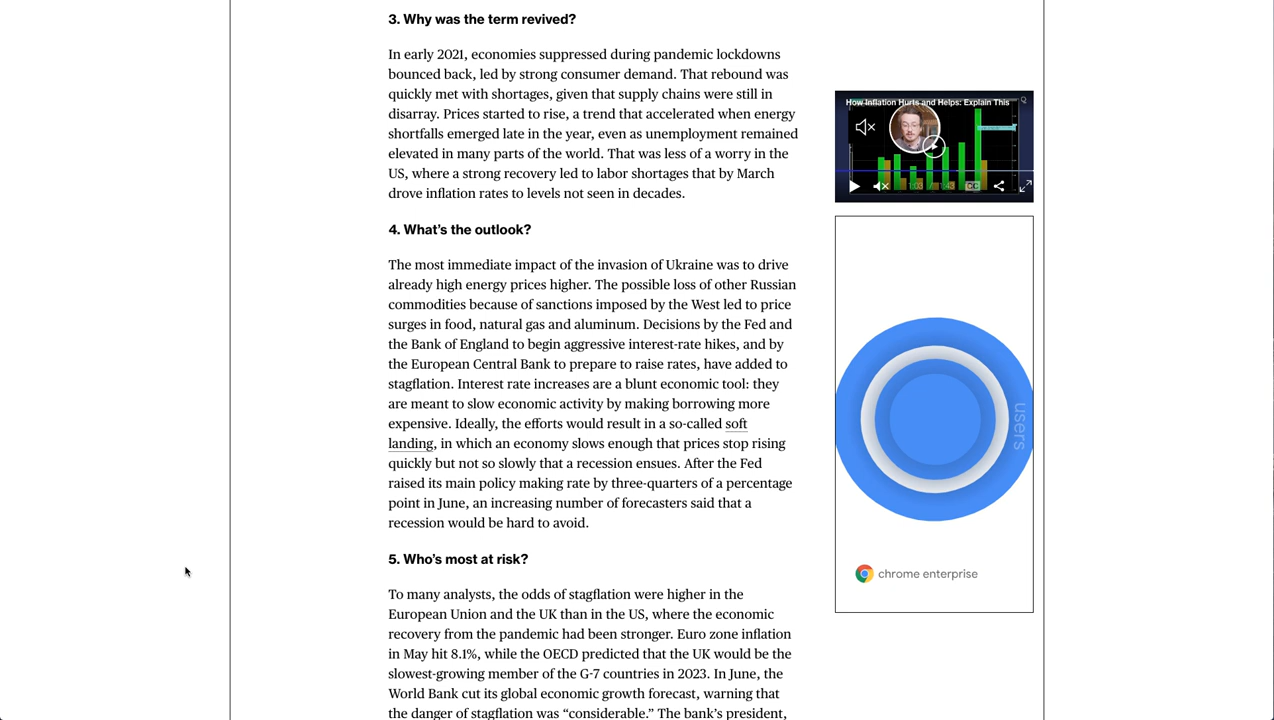 3. Why was the term revived?
In early 2021, economies suppressed during pandemic lockdowns
bounced back, led by strong consumer demand. That rebound was
quickly met with shortages, given that supply chains were still in
disarray. Prices started to rise, a trend that accelerated when energy
shortfalls emerged late in the year, even as unemployment remained
elevated in many parts of the world. That was less of a worry in the
US, where a strong recovery led to labor shortages that by March
drove inflation rates to levels not seen in decades.
4. What’s the outlook?
The most immediate impact of the invasion of Ukraine was to drive
already high energy prices higher. The possible loss of other Russian
commodities because of sanctions imposed by the West led to price
surges in food, natural gas and aluminum. Decisions by the Fed and
the Bank of England to begin aggressive interest-rate hikes, and by
the European Central Bank to prepare to raise rates, have added to
stagflation. Interest rate increases are a blunt economic tool: they
are meant to slow economic activity by making borrowing more
expensive. Ideally, the efforts would result in a so-called soft
landing, in which an economy slows enough that prices stop rising
quickly but not so slowly that a recession ensues. After the Fed
raised its main policy making rate by three-quarters of a percentage
point in June, an increasing number of forecasters said that a
recession would be hard to avoid.
5. Who’s most at risk?
To many analysts, the odds of stagflation were higher in the
European Union and the UK than in the US, where the economic
recovery from the pandemic had been stronger. Euro zone inflation
in May hit 8.1%, while the OECD predicted that the UK would be the
slowest-growing member of the G-7 countries in 2023. In June, the
World Bank cut its global economic growth forecast, warning that
the danger of stagflation was “considerable.” The bank’s president,
How Inflation Hurts and Helps: Explain This
1:03 / 1:43 CC
users
chrome enterprise